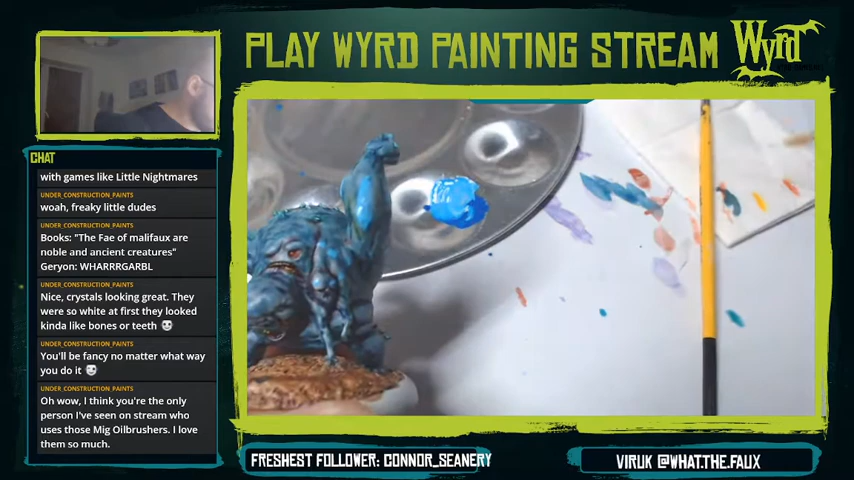 PLAY WYRD PAINTING STREAM
Wyrd
CHAT
with games like Little Nightmares
UNDER_CONSTRUCTION_PAINTS
woah, freaky little dudes
UNDER_CONSTRUCTION_PAINTS
Books: "The Fae of malifaux are
noble and ancient creatures"
Geryon: WHARRRGARBL
UNDER_CONSTRUCTION_PAINTS
Nice, crystals looking great. They
were so white at first they looked
kinda like bones or teeth
UNDER_CONSTRUCTION_PAINTS
You'll be fancy no matter what way
you do it
UNDER_CONSTRUCTION_PAINTS
Oh wow, I think you're the only
person I've seen on stream who
uses those Mig Oilbrushers. I love
them so much.
FRESHEST FOLLOWER: CONNOR_SEANERY
VIRUK @WHAT.THE.FAUX